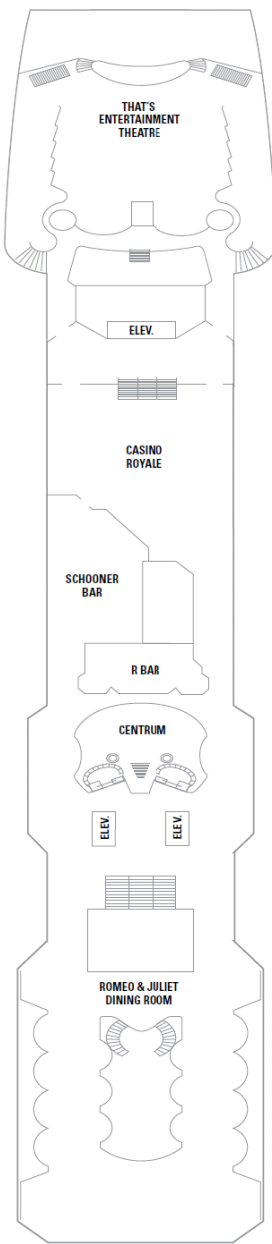 THAT'S
ENTERTAINMENT
THEATRE
ELEV.
CASINO
ROYALE
SCHOONER
BAR
R BAR
CENTRUM
ELEV.
ELEV.
ROMEO & JULIET
DINING ROOM